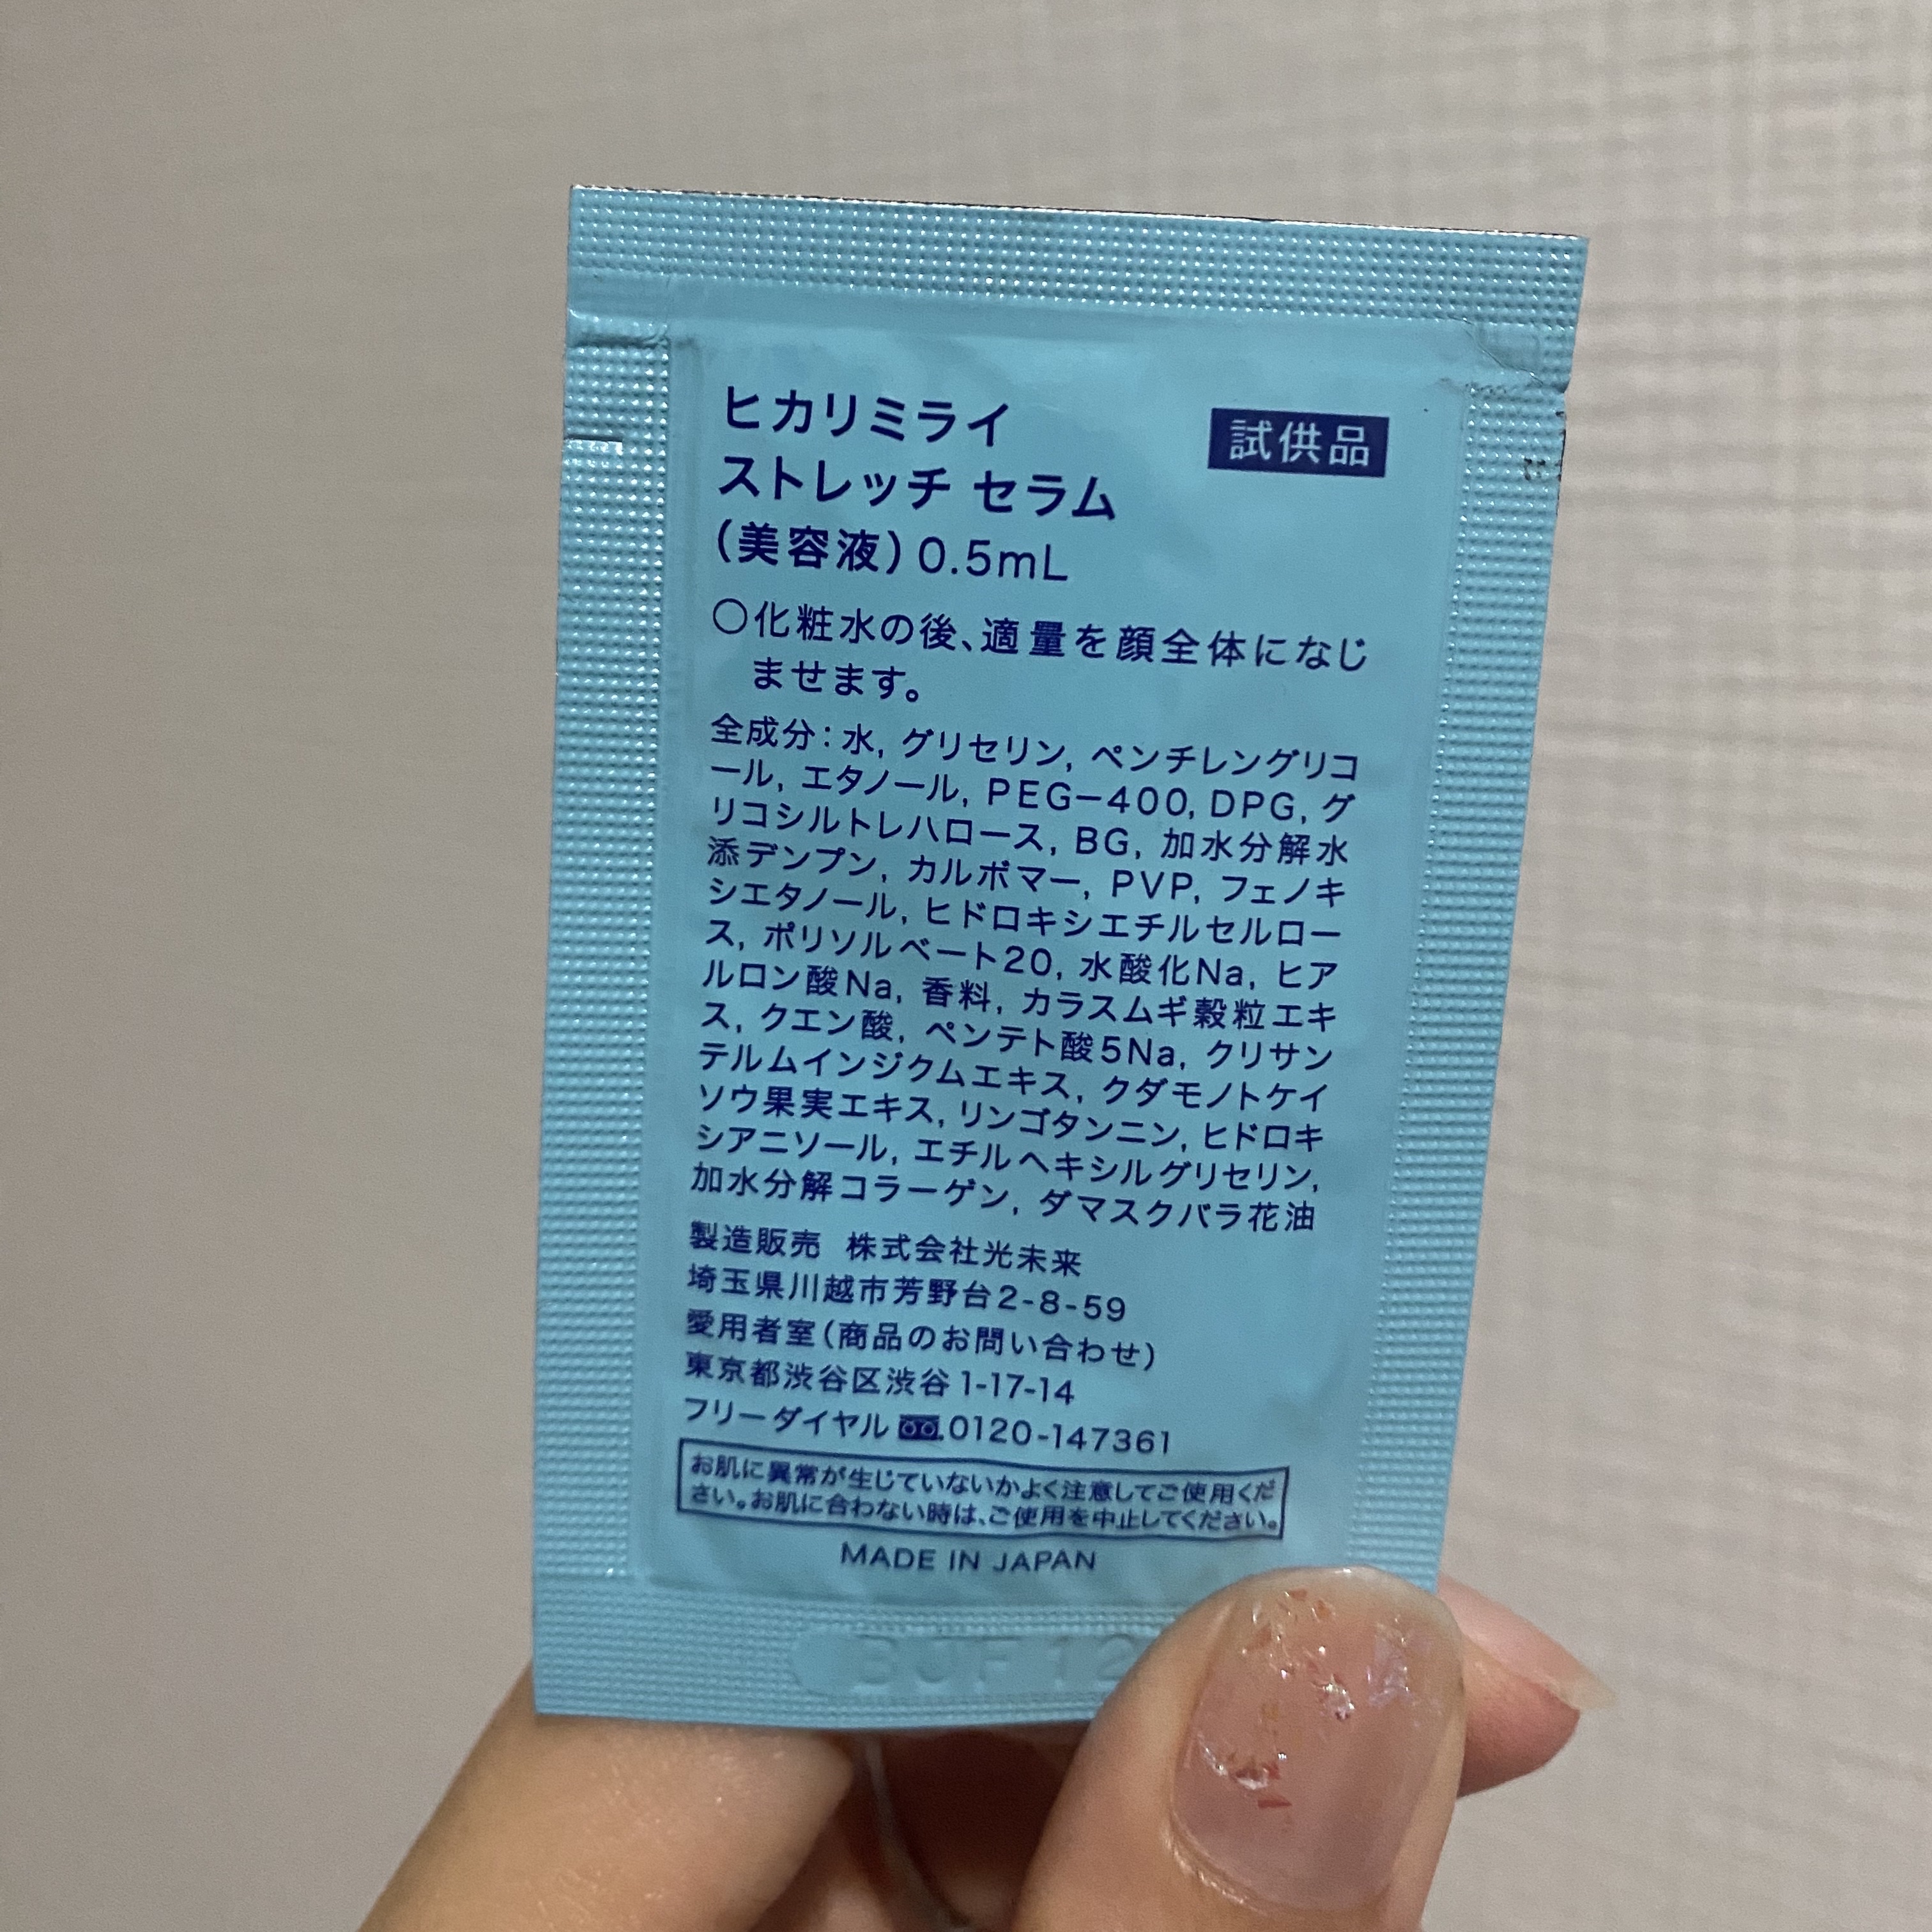 ヒカリミライ
試供品
ストレッチ セラム
(美容液)0.5mL
○化粧水の後、適量を顔全体になじ
ませます。
全成分：水, グリセリン, ペンチレングリコ
ール, エタノール, PEG-400, DPG, グ
リコシルトレハロース, BG, 加水分解水
添デンプン, カルボマー, PVP, フェノキ
シエタノール, ヒドロキシエチルセルロー
ス, ポリソルベート20, 水酸化Na, ヒア
ルロン酸Na, 香料, カラスムギ穀粒エキ
ス, クエン酸, ペンテト酸5Na, クリサン
テルムインジクムエキス, クダモノトケイ
ソウ果実エキス, リンゴタンニン, ヒドロキ
シアニソール, エチルヘキシルグリセリン,
加水分解コラーゲン, ダマスクバラ花油
製造販売 株式会社光未来
埼玉県川越市芳野台2-8-59
愛用者室(商品のお問い合わせ)
東京都渋谷区渋谷1-17-14
フリーダイヤル 0120-147361
お肌に異常が生じていないかよく注意してご使用くだ
さい。お肌に合わない時は、ご使用を中止してください。
MADE IN JAPAN